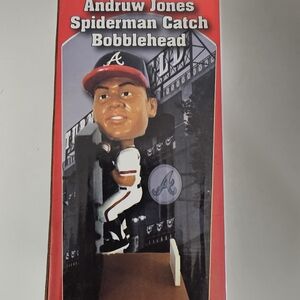 Andruw Jones
Spiderman Catch
Bobblehead
A
A